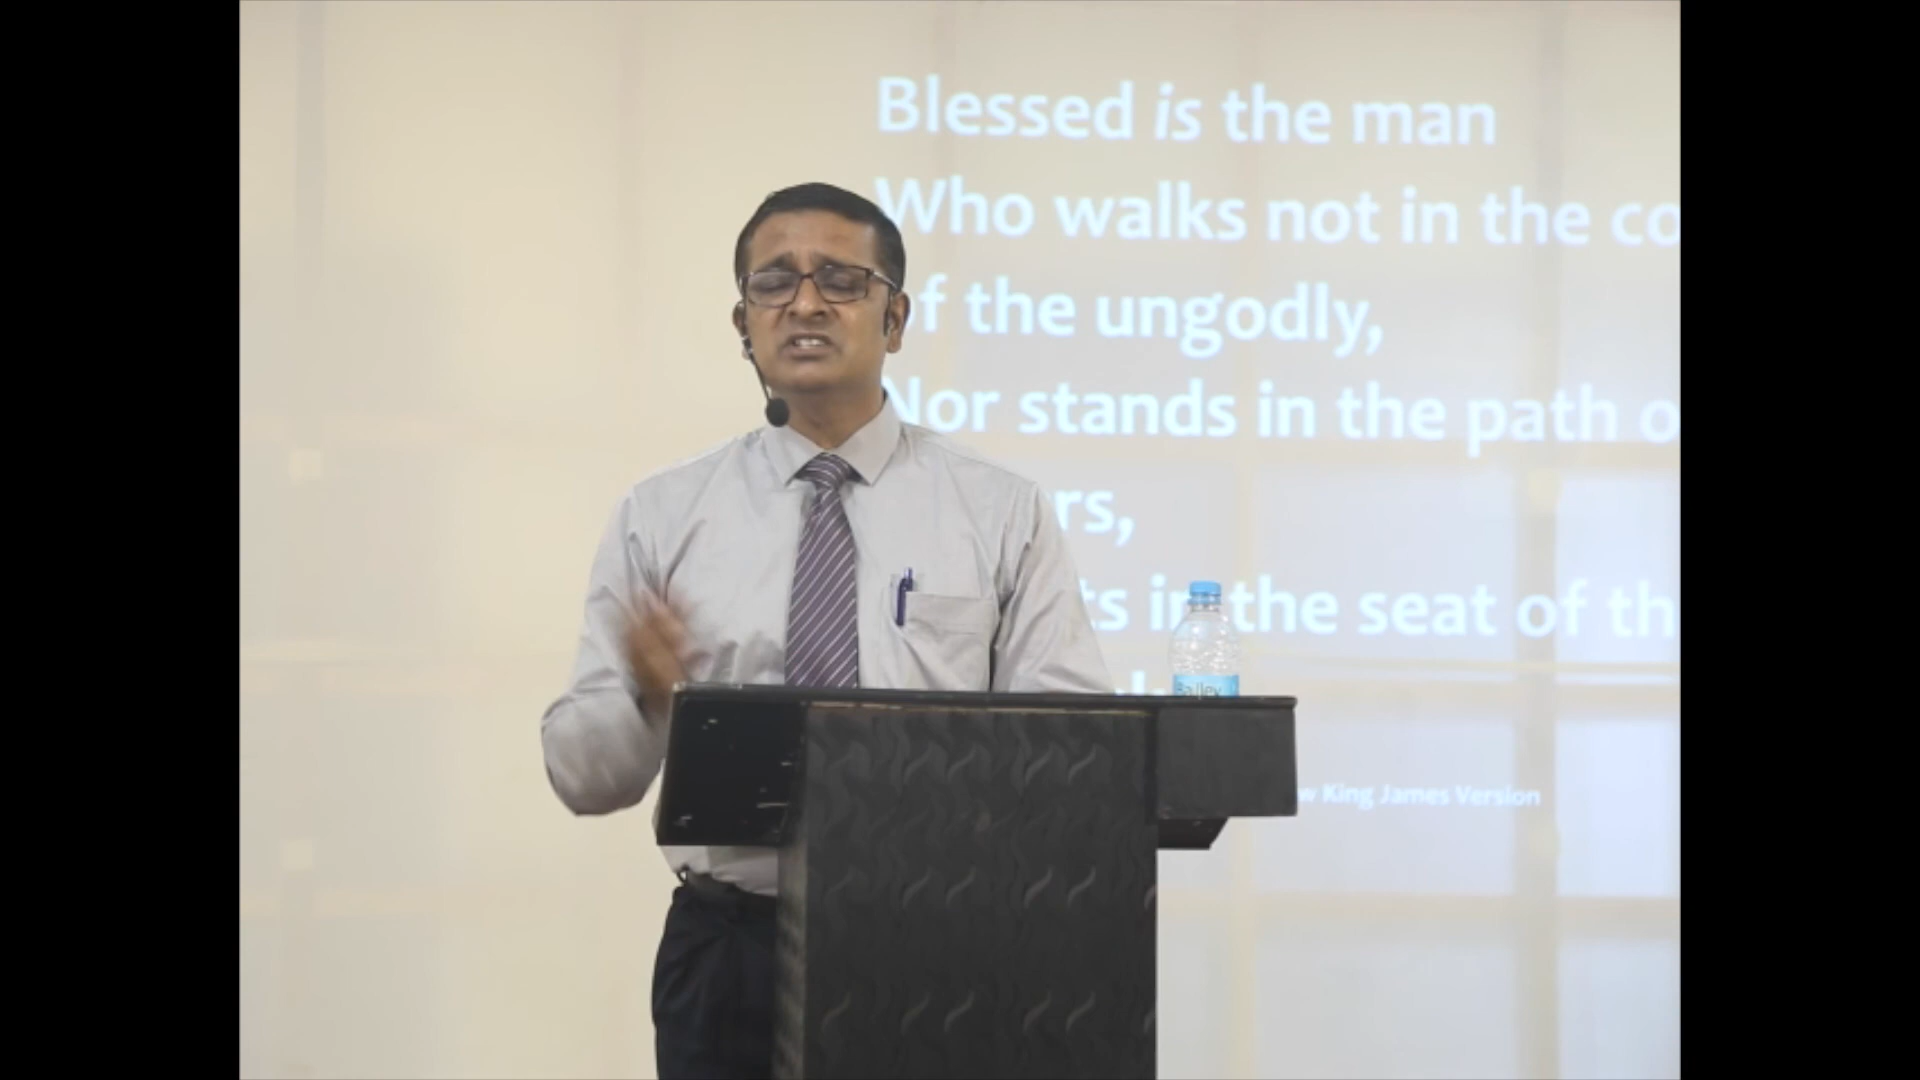 Blessed is the man
Who walks not in the co
of the ungodly,
Nor stands in the path o
rs,
ts in the seat of th
w King James Version
Bailey